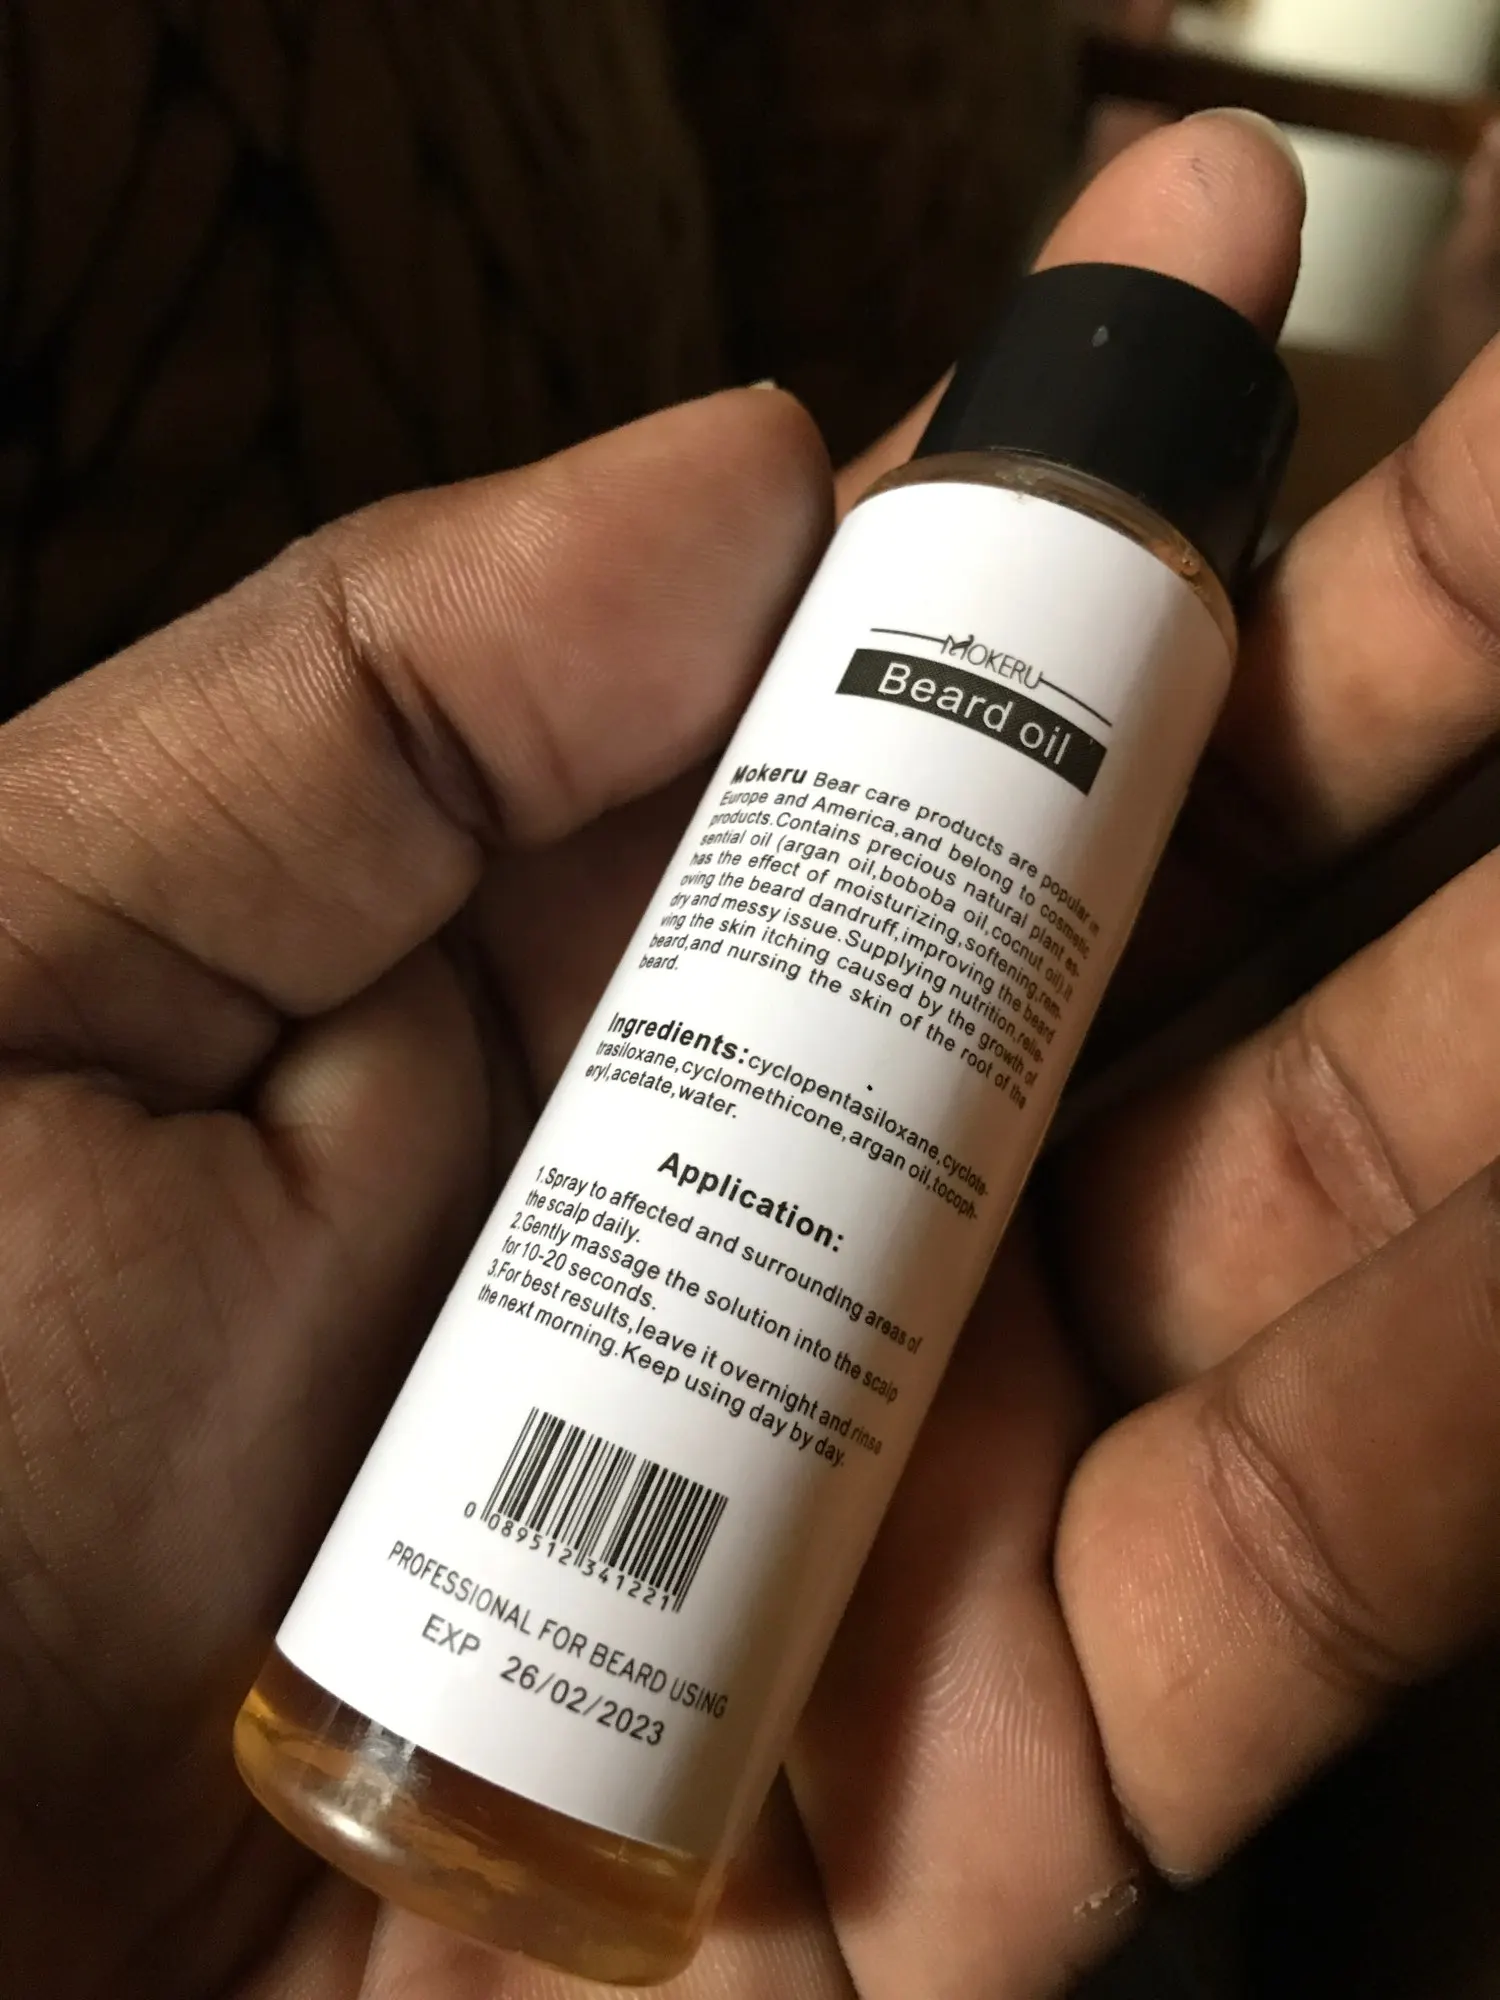 MOKERU
Beard oil
Mokeru Bear care products are popular in
Europe and America,and belong to cosmetic
products.Contains precious natural plant es-
sential oil (argan oil,boboba oil,cocnut oil),it
has the effect of moisturizing,softening,rem-
oving the beard dandruff,improving the beard
dry and messy issue.Supplying nutrition,relie-
ving the skin itching caused by the growth of
beard,and nursing the skin of the root of the
beard.
Ingredients:cyclopentasiloxane,cyclote-
trasiloxane,cyclomethicone,argan oil,tocoph-
eryl,acetate,water.
Application:
1.Spray to affected and surrounding areas of
the scalp daily.
2.Gently massage the solution into the scalp
for 10-20 seconds.
3.For best results,leave it overnight and rinse
the next morning.Keep using day by day.
0 089512 341221
PROFESSIONAL FOR BEARD USING
EXP 26/02/2023